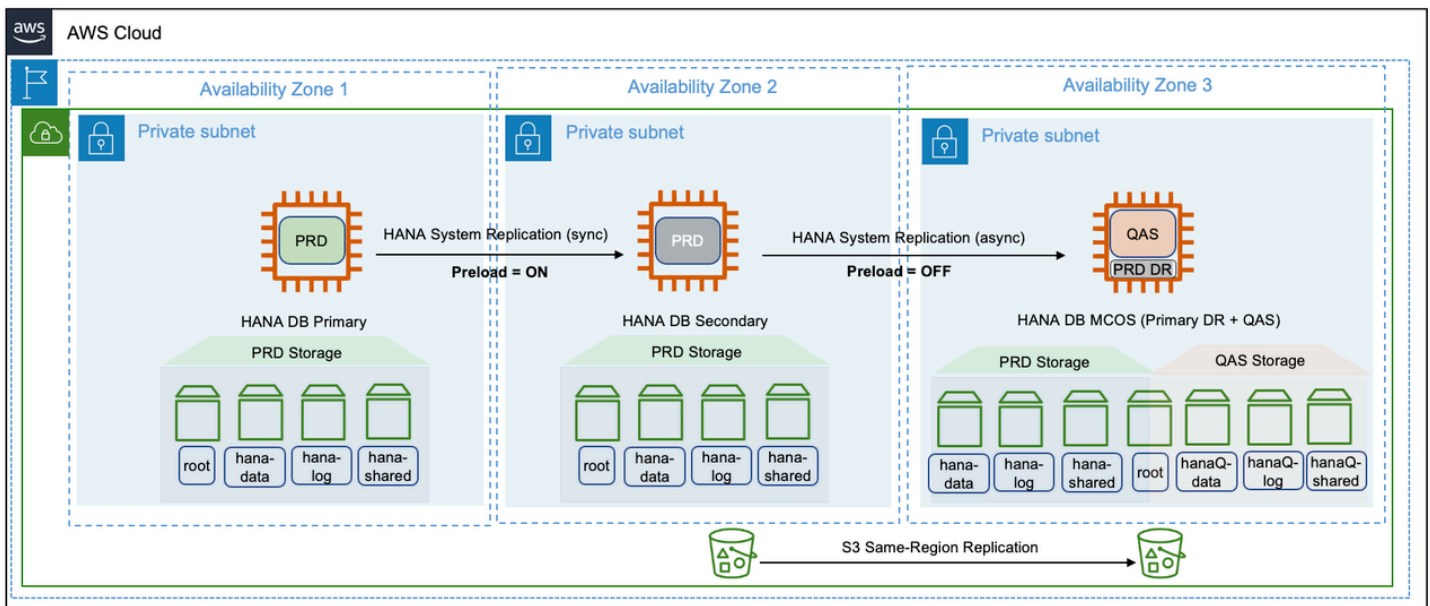 aws
AWS Cloud
Availability Zone 1
Availability Zone 2
Availability Zone 3
Private subnet
Private subnet
Private subnet
PRD
HANA System Replication (sync)
Preload = ON
PRD
HANA System Replication (async)
Preload = OFF
QAS
PRD DR
HANA DB Primary
HANA DB Secondary
HANA DB MCOS (Primary DR + QAS)
PRD Storage
PRD Storage
PRD Storage
QAS Storage
root
hana-
data
hana-
log
hana-
shared
root
hana-
data
hana-
log
hana-
shared
hana-
data
hana-
log
hana-
shared
root
hanaQ-
data
hanaQ-
log
hanaQ-
shared
S3 Same-Region Replication